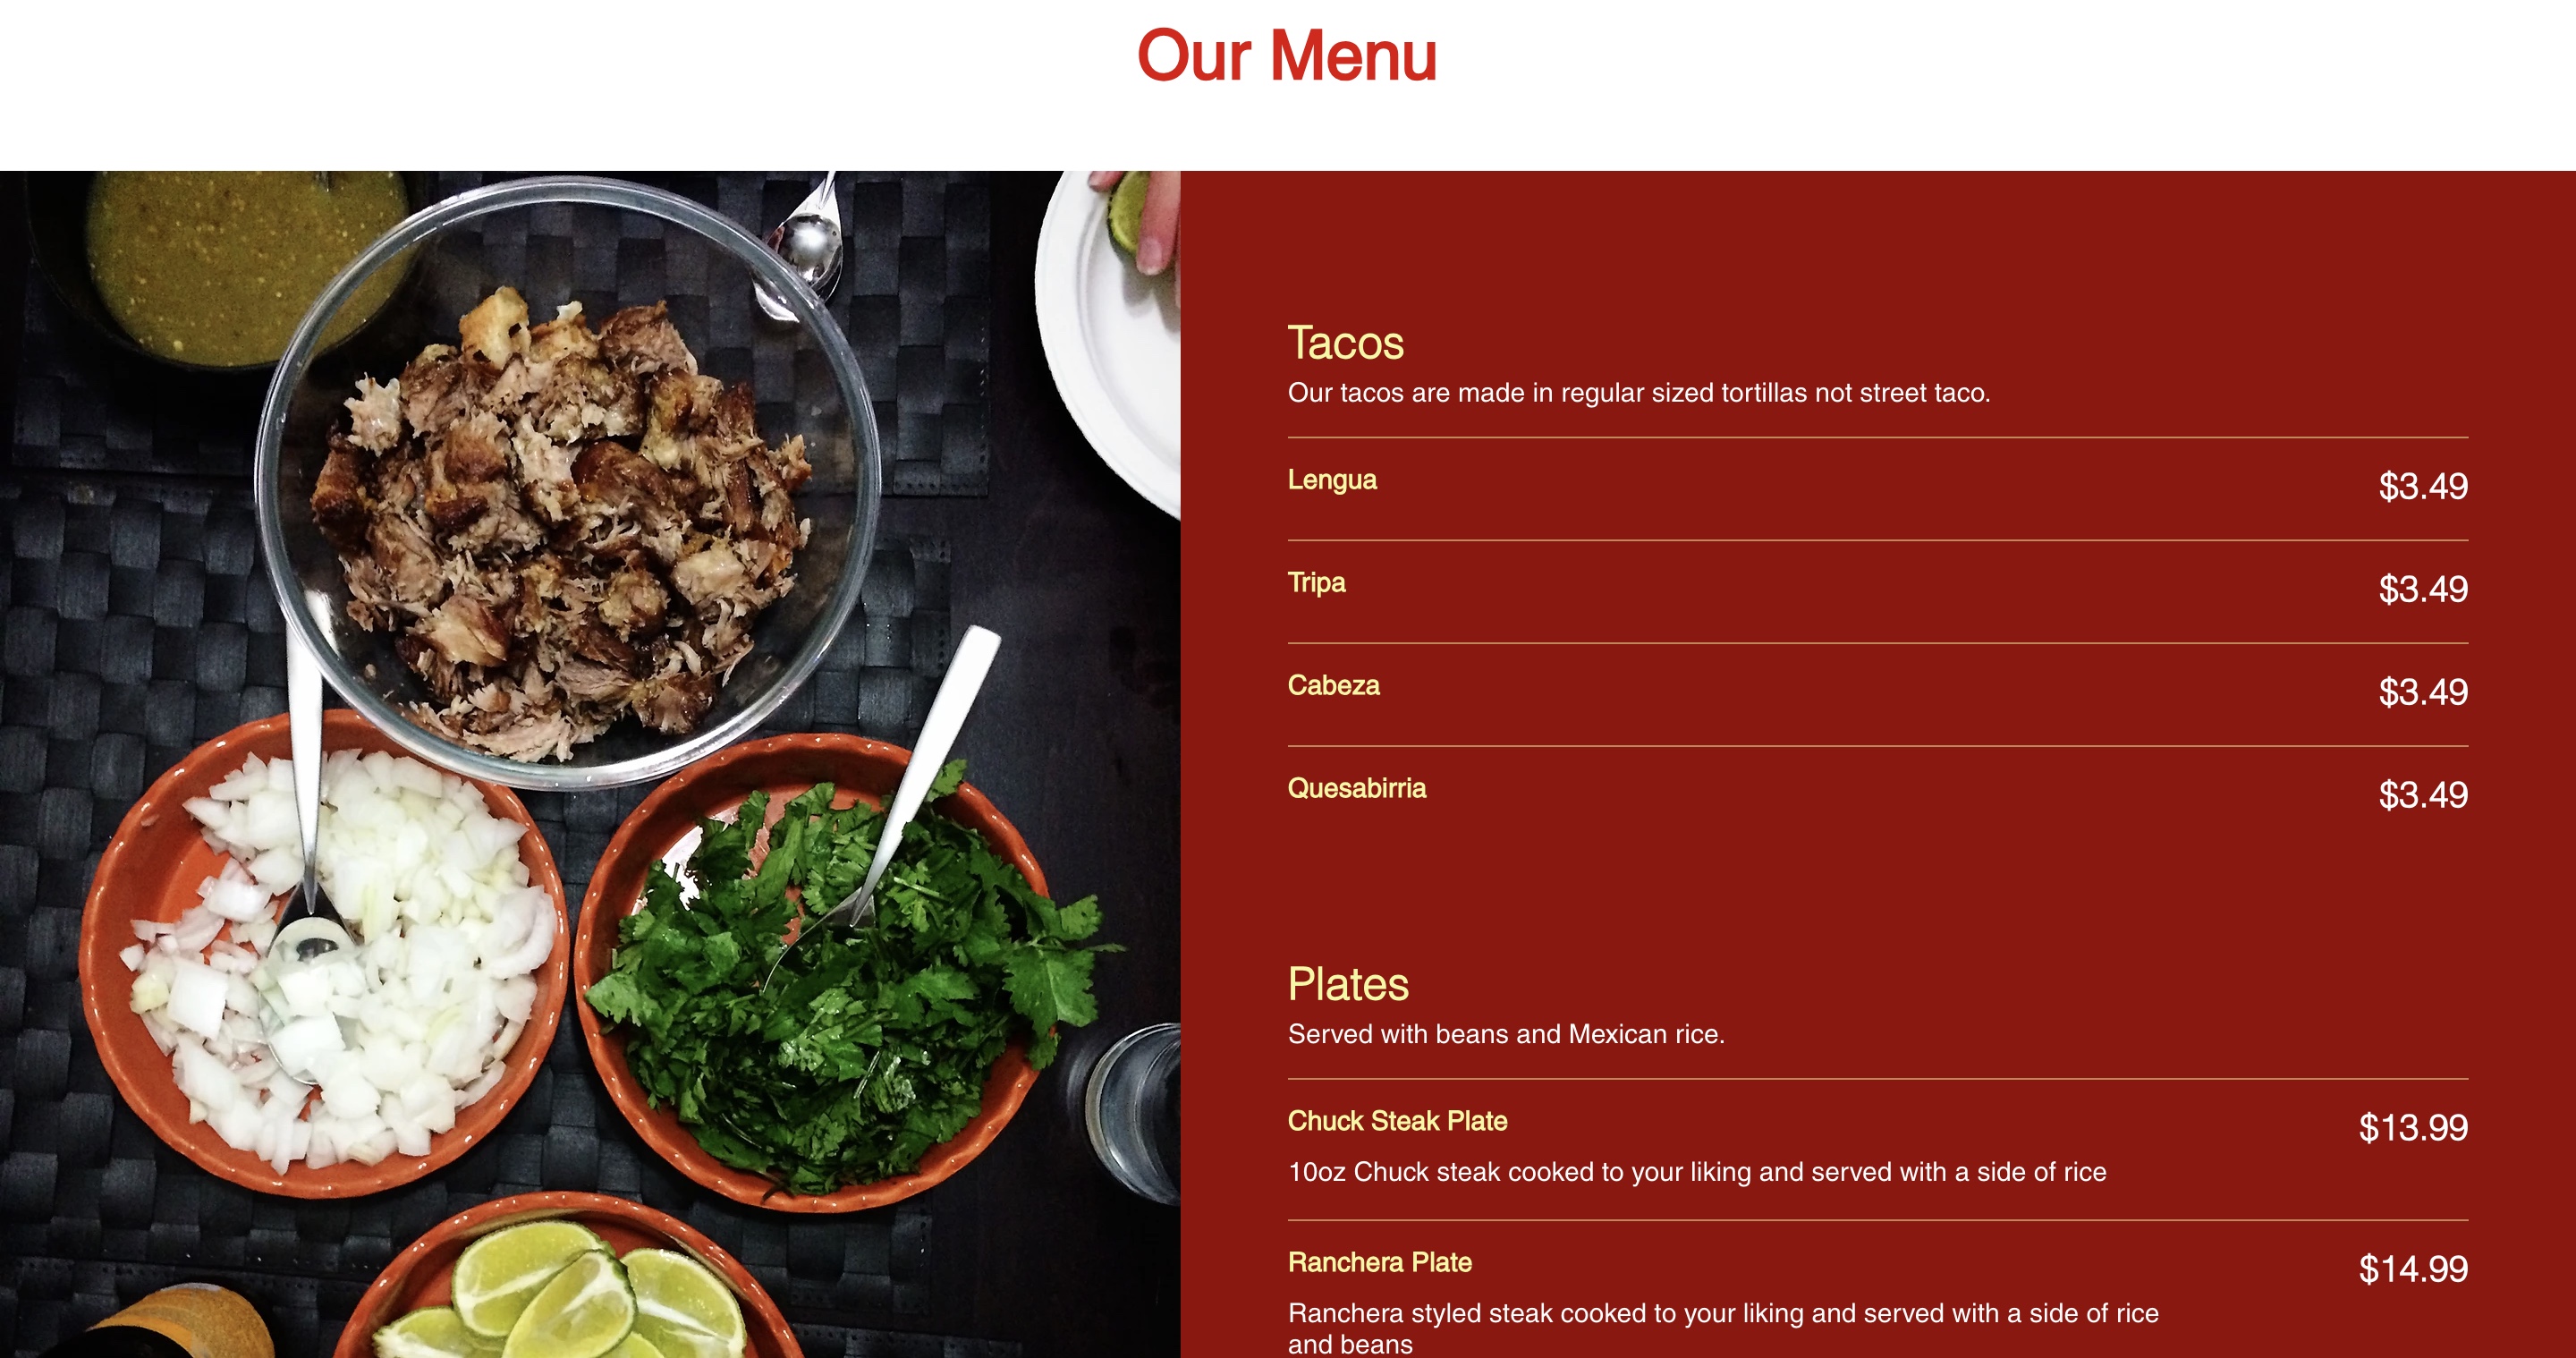 Our Menu
Tacos
Our tacos are made in regular sized tortillas not street taco.
Lengua
$3.49
Tripa
$3.49
Cabeza
$3.49
Quesabirria
$3.49
Plates
Served with beans and Mexican rice.
Chuck Steak Plate
$13.99
10oz Chuck steak cooked to your liking and served with a side of rice
Ranchera Plate
$14.99
Ranchera styled steak cooked to your liking and served with a side of rice
and beans